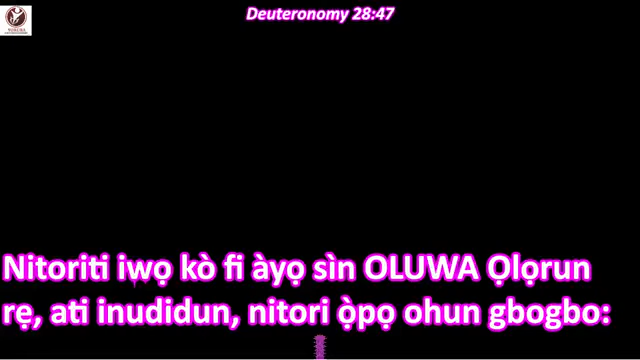 Deuteronomy 28:47
Nitoriti iwọ kò fi àyọ sìn OLUWA Ọlọrun
rẹ, ati inudidun, nitori ọ̀pọ ohun gbogbo: